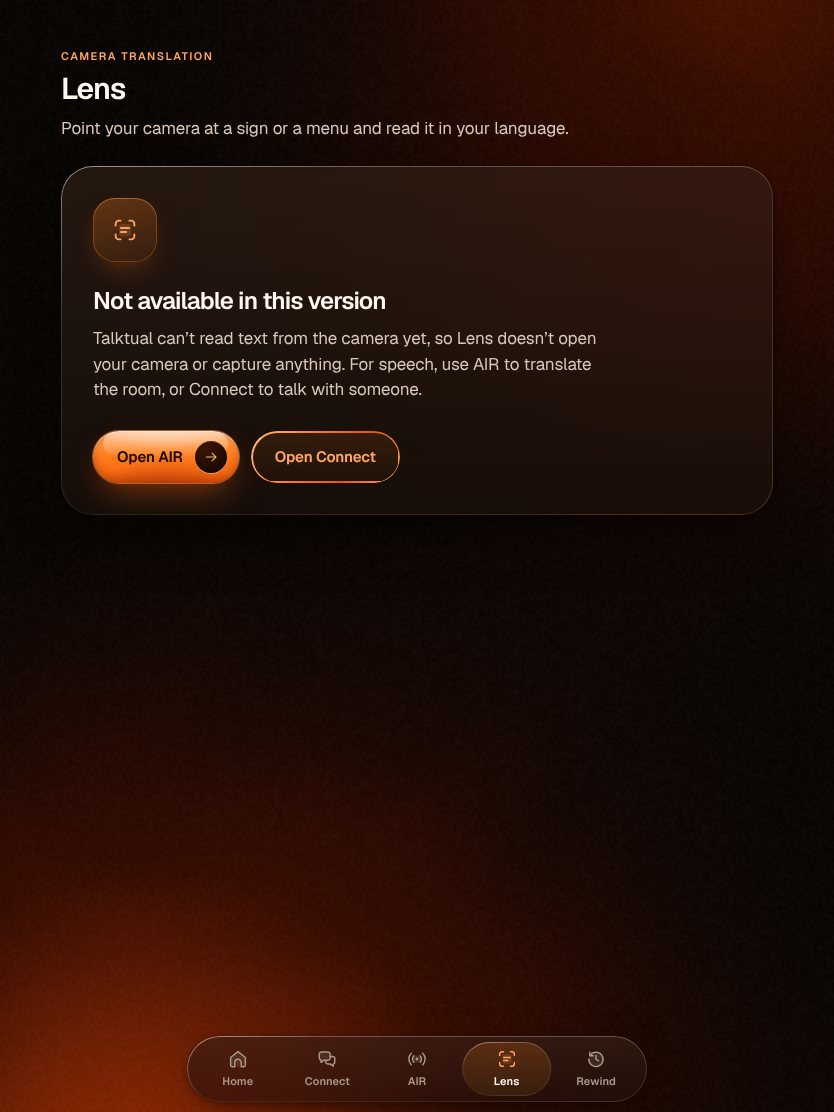 CAMERA TRANSLATION
Lens
Point your camera at a sign or a menu and read it in your language.
Not available in this version
Talktual can’t read text from the camera yet, so Lens doesn’t open
your camera or capture anything. For speech, use AIR to translate
the room, or Connect to talk with someone.
Open AIR
Open Connect
Home
Connect
AIR
Lens
Rewind